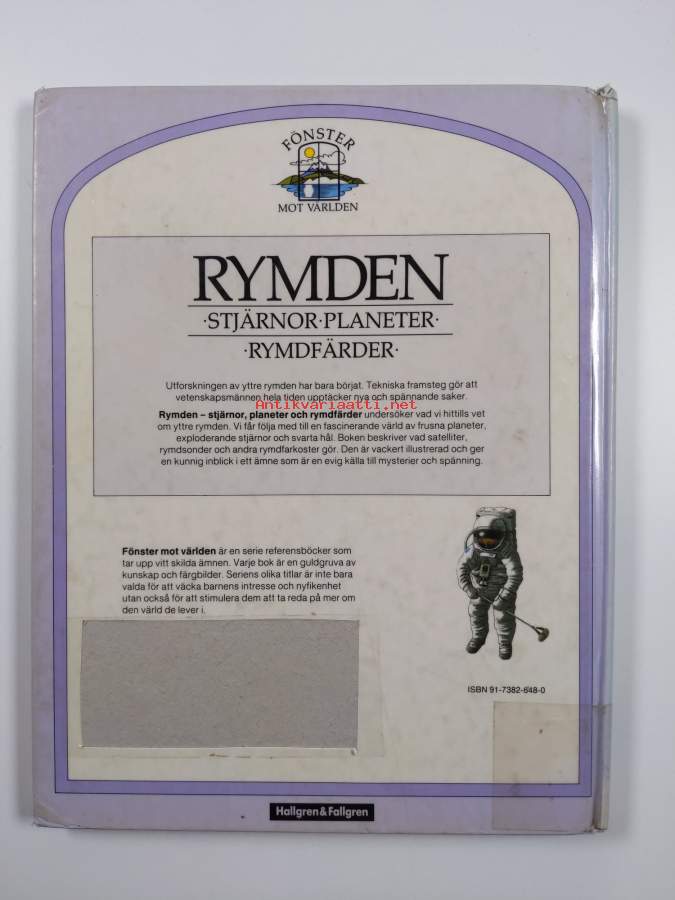 FÖNSTER
MOT VÄRLDEN
RYMDEN
·STJÄRNOR·PLANETER·
·RYMDFÄRDER·
Utforskningen av yttre rymden har bara börjat. Tekniska framsteg gör att
vetenskapsmännen hela tiden upptäcker nya och spännande saker.
Antikvariaatti.net
Rymden – stjärnor, planeter och rymdfärder undersöker vad vi hittills vet
om yttre rymden. Vi får följa med till en fascinerande värld av frusna planeter,
exploderande stjärnor och svarta hål. Boken beskriver vad satelliter,
rymdsonder och andra rymdfarkoster gör. Den är vackert illustrerad och ger
en kunnig inblick i ett ämne som är en evig källa till mysterier och spänning.
Fönster mot världen är en serie referensböcker som
tar upp vitt skilda ämnen. Varje bok är en guldgruva av
kunskap och färgbilder. Seriens olika titlar är inte bara
valda för att väcka barnens intresse och nyfikenhet
utan också för att stimulera dem att ta reda på mer om
den värld de lever i.
ISBN 91-7382-648-0
Hallgren & Fallgren